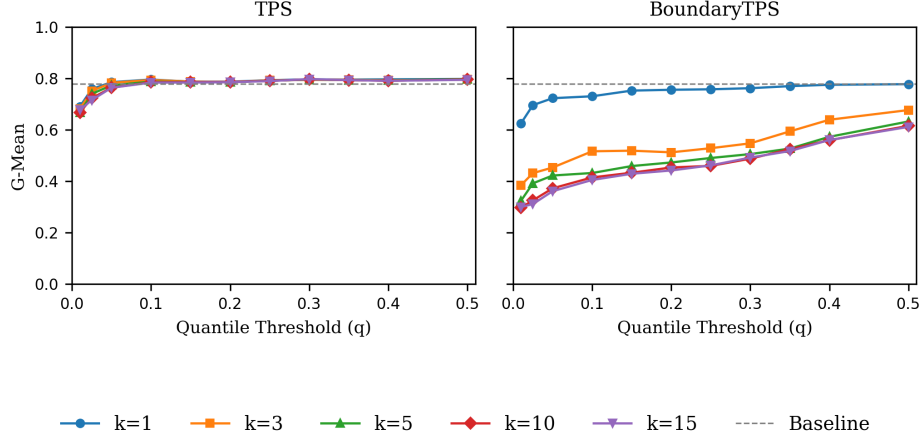 TPS
BoundaryTPS
G-Mean
1.0
0.8
0.6
0.4
0.2
0.0
0.0 0.1 0.2 0.3 0.4 0.5
0.0 0.1 0.2 0.3 0.4 0.5
Quantile Threshold (q)
Quantile Threshold (q)
k=1 k=3 k=5 k=10 k=15 Baseline